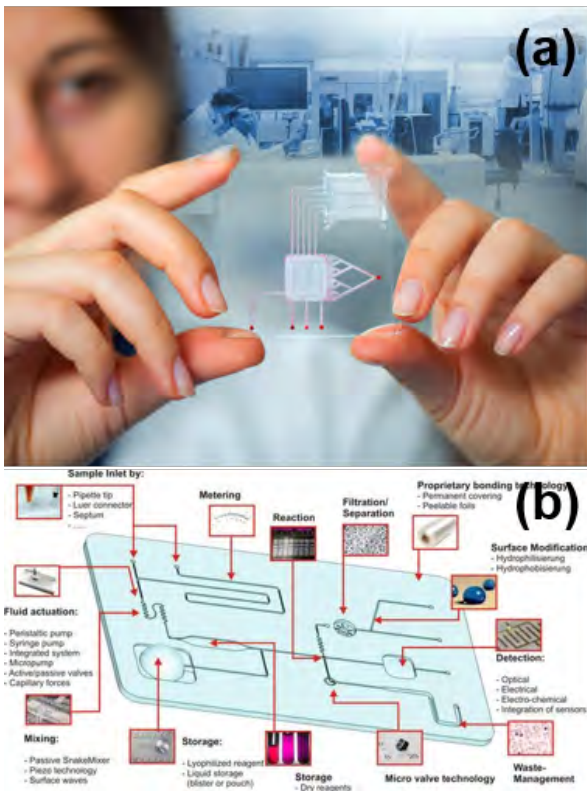 (a)
(b)
Sample Inlet by:
- Pipette tip
- Luer connector
- Septum
- .....
Metering
Reaction
Filtration/
Separation
Proprietary bonding technology
- Permanent covering
- Peelable foils
Surface Modification
- Hydrophilisierung
- Hydrophobisierung
Fluid actuation:
- Peristaltic pump
- Syringe pump
- Integrated system
- Micropump
- Active/passive valves
- Capillary forces
Detection:
- Optical
- Electrical
- Electro-chemical
- Integration of sensors
Mixing:
- Passive SnakeMixer
- Piezo technology
- Surface waves
Storage:
- Lyophilized reagent
- Liquid storage
(blister or pouch)
Storage
- Dry reagents
Micro valve technology
Waste-
Management